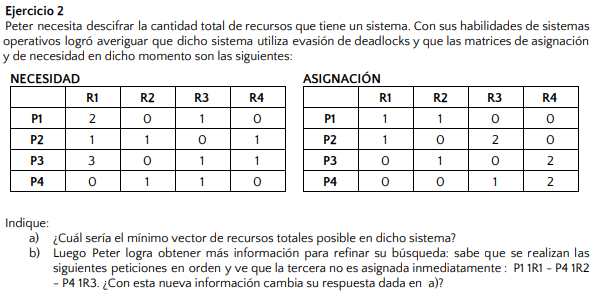 Ejercicio 2
Peter necesita descifrar la cantidad total de recursos que tiene un sistema. Con sus habilidades de sistemas
operativos logró averiguar que dicho sistema utiliza evasión de deadlocks y que las matrices de asignación
y de necesidad en dicho momento son las siguientes:
NECESIDAD
R1 R2 R3 R4
P1 2 0 1 0
P2 1 1 0 1
P3 3 0 1 1
P4 0 1 1 0
ASIGNACIÓN
R1 R2 R3 R4
P1 1 1 0 0
P2 1 0 2 0
P3 0 1 0 2
P4 0 0 1 2
Indique:
a) ¿Cuál sería el mínimo vector de recursos totales posible en dicho sistema?
b) Luego Peter logra obtener más información para refinar su búsqueda: sabe que se realizan las
siguientes peticiones en orden y ve que la tercera no es asignada inmediatamente : P1 1R1 - P4 1R2
- P4 1R3. ¿Con esta nueva información cambia su respuesta dada en a)?